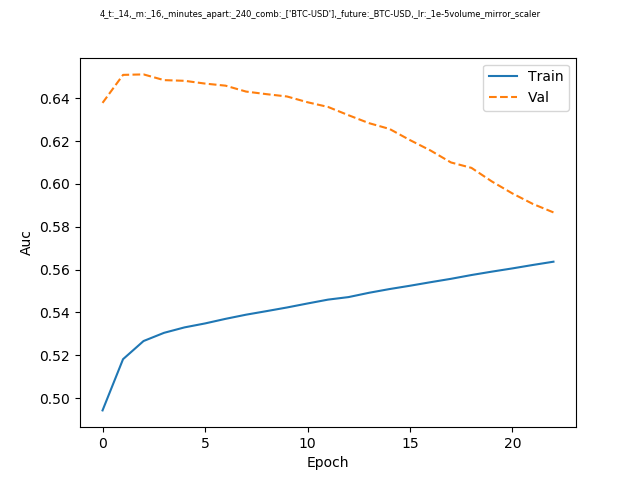 4_t:_14,_m:_16,_minutes_apart:_240_comb:_['BTC-USD'],_future:_BTC-USD,_lr:_1e-5volume_mirror_scaler
Train
Val
0.64
0.62
0.60
0.58
0.56
0.54
0.52
0.50
Auc
0 5 10 15 20
Epoch